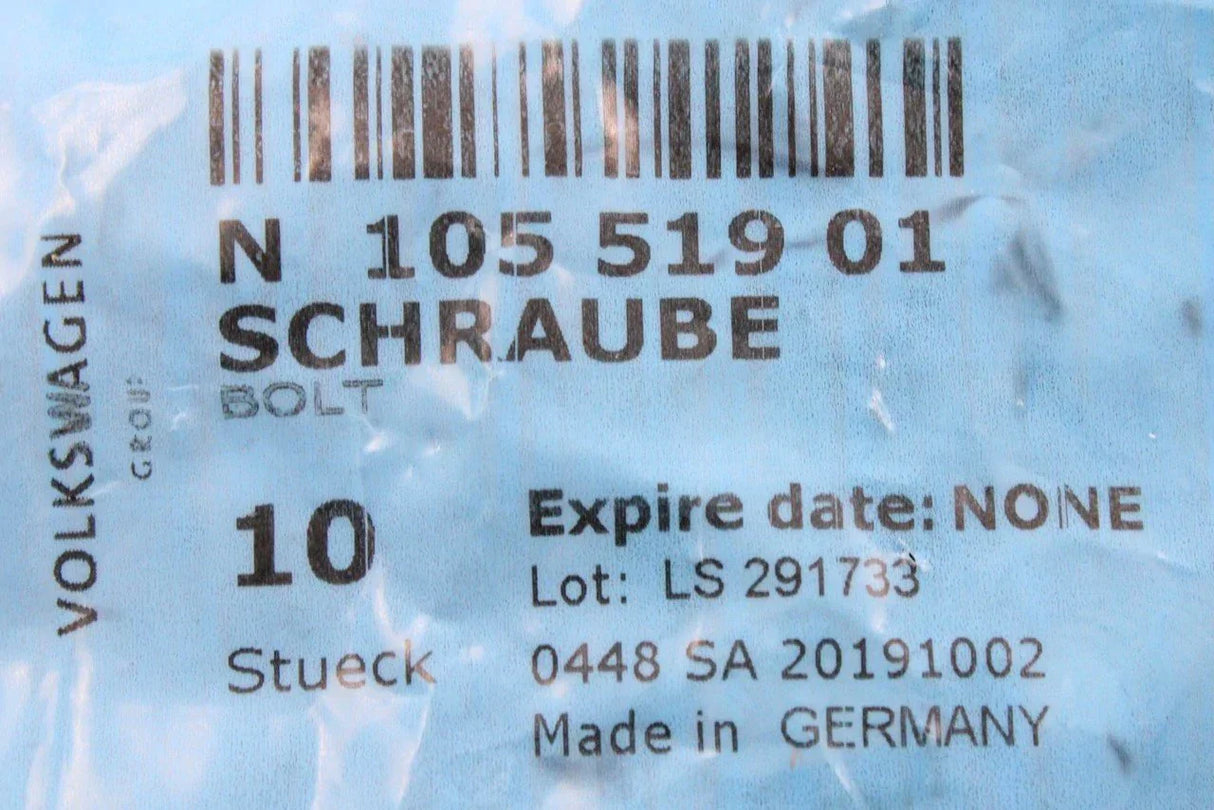 VOLKSWAGEN
GROUP
N 105 519 01
SCHRAUBE
BOLT
10
Stueck
Expire date: NONE
Lot: LS 291733
0448 SA 20191002
Made in GERMANY